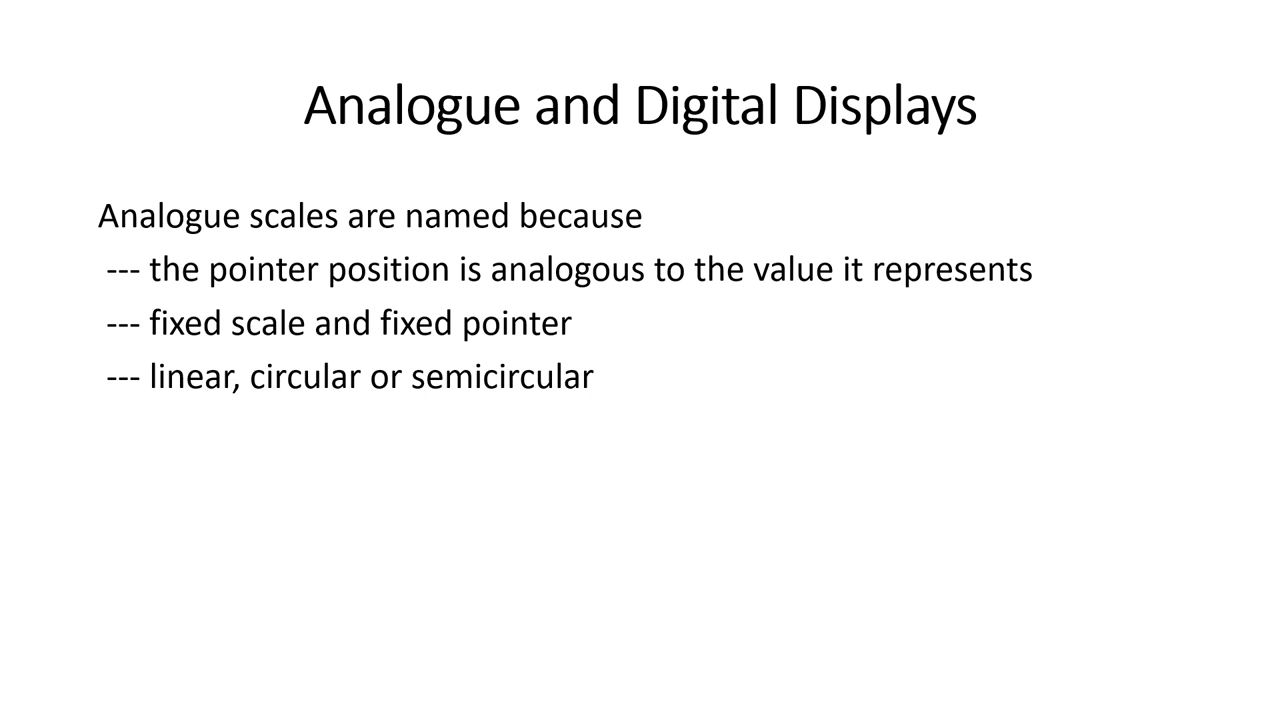 Analogue and Digital Displays
Analogue scales are named because
--- the pointer position is analogous to the value it represents
--- fixed scale and fixed pointer
--- linear, circular or semicircular